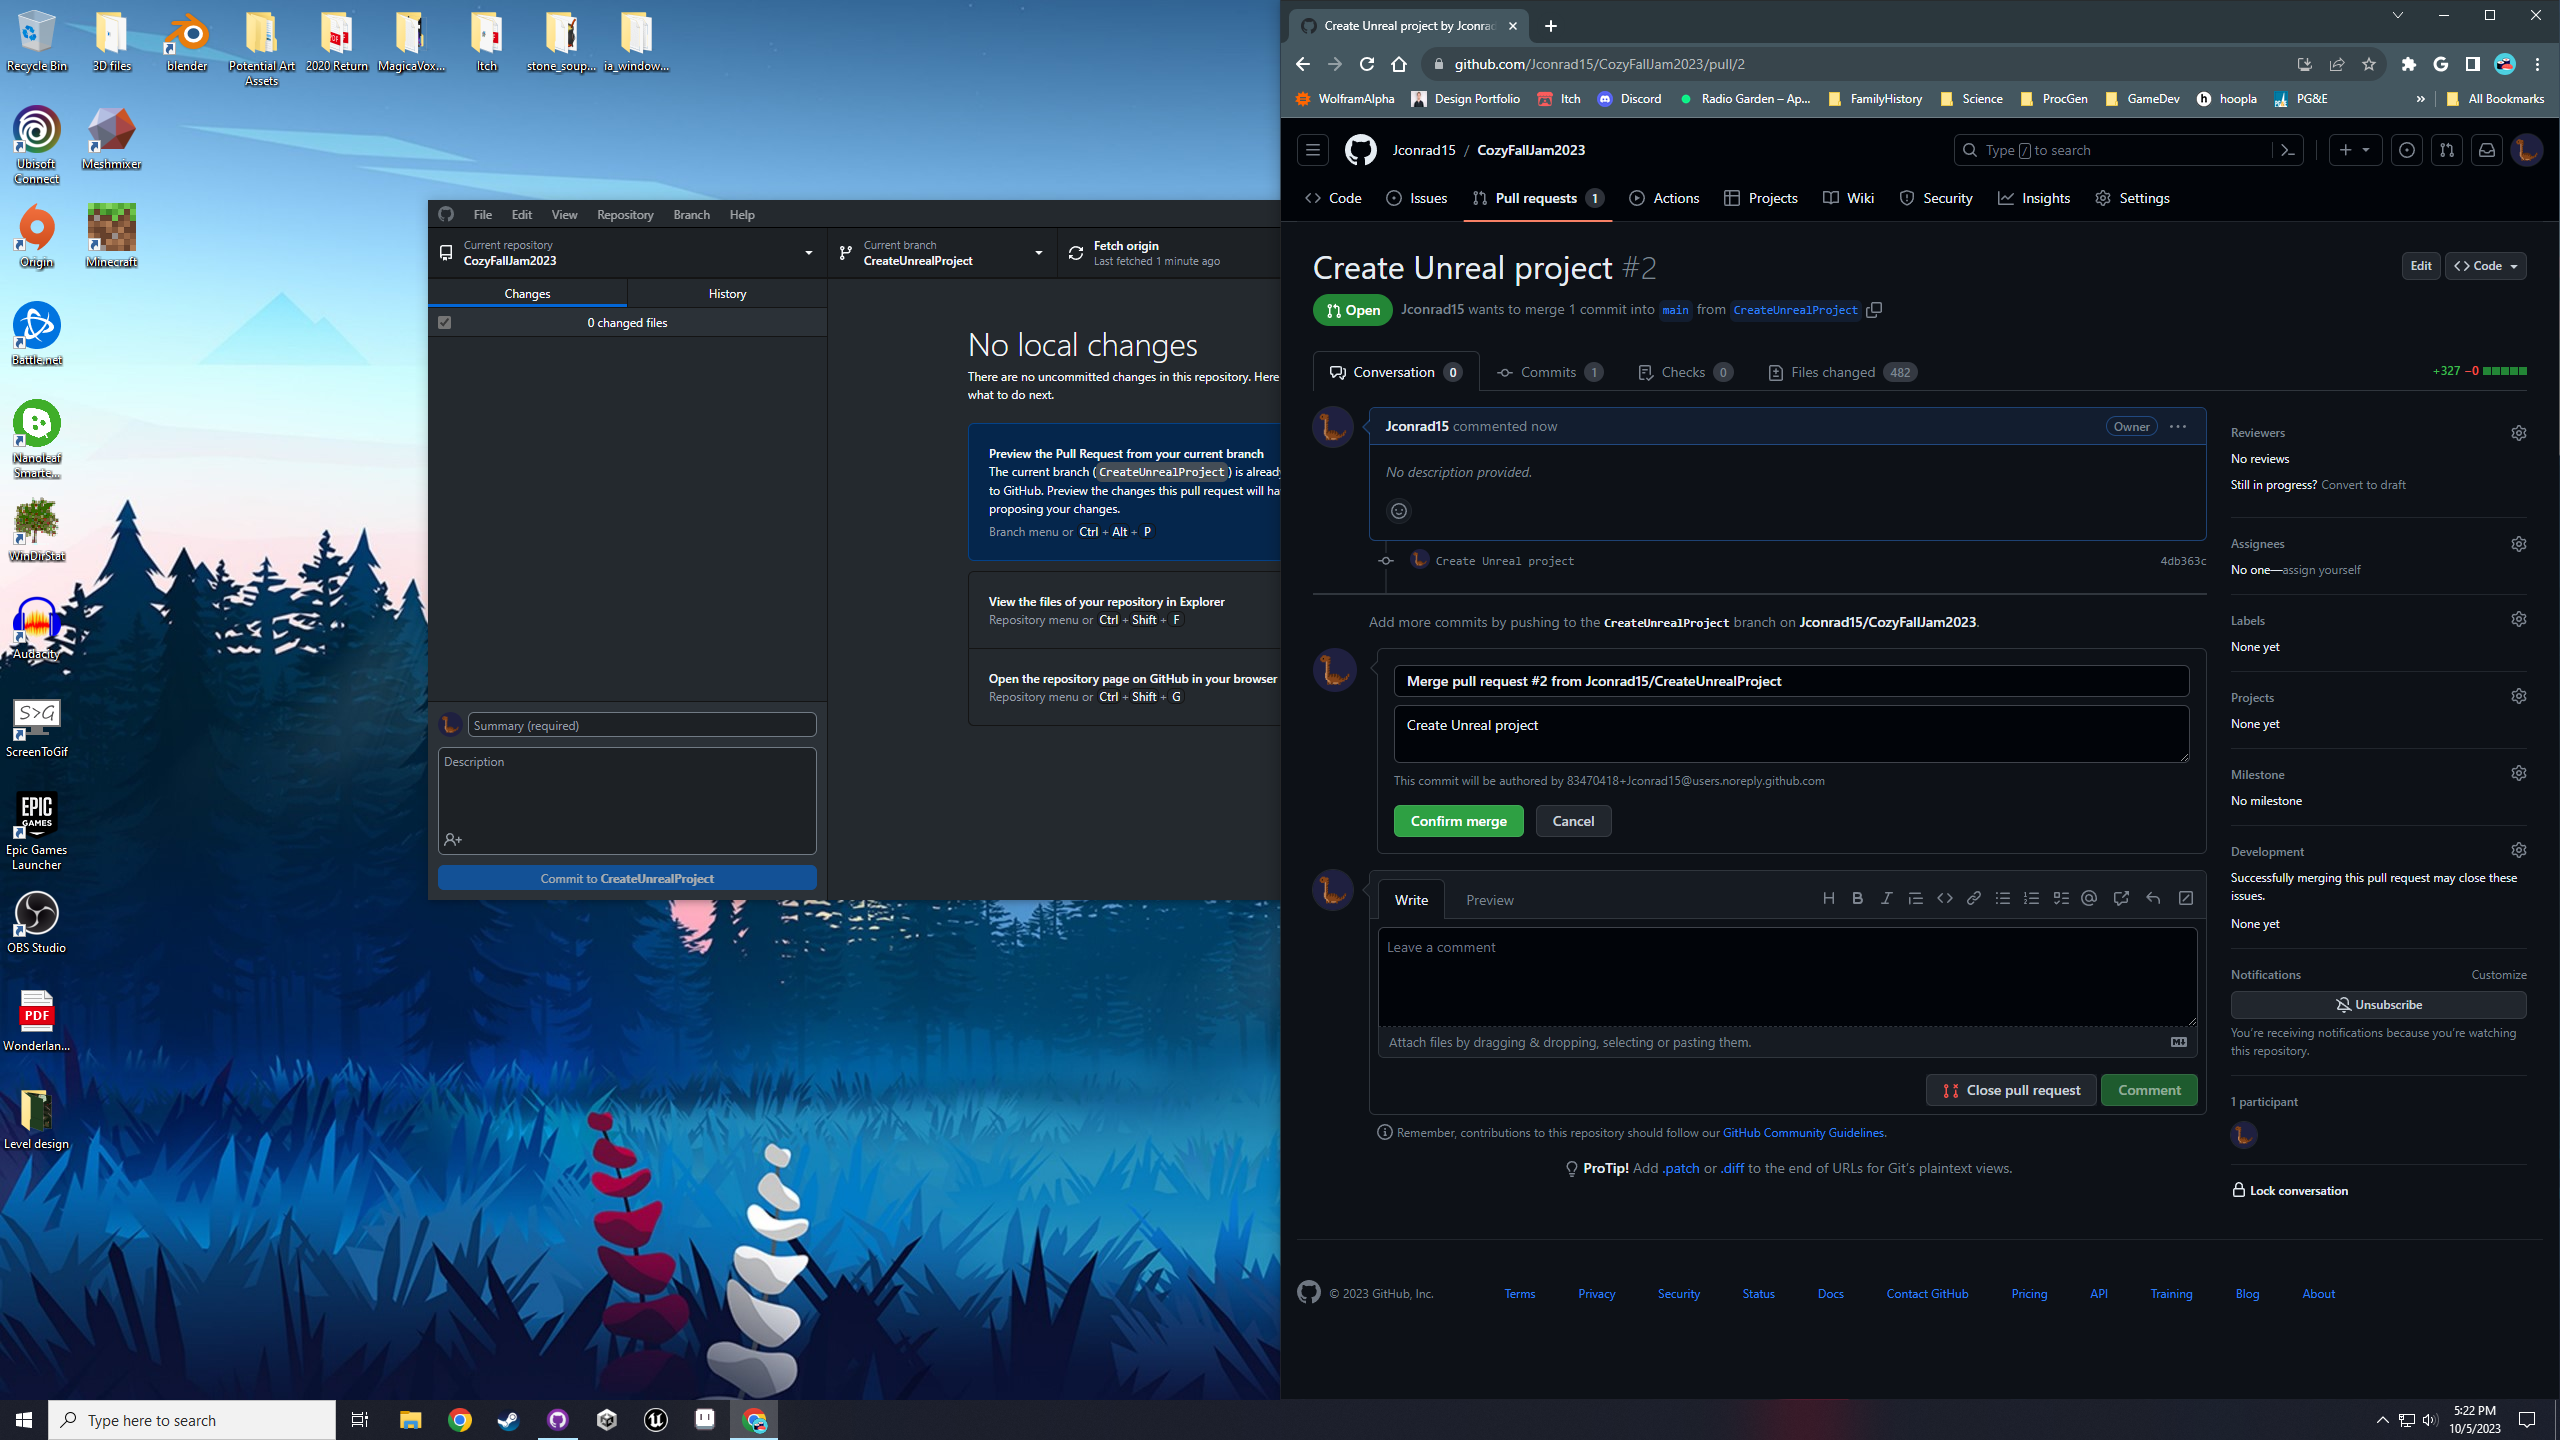 Recycle Bin
3D files
blender
Potential Art Assets
2020 Return
MagicaVox...
Itch
stone_soup...
ia_window...
Ubisoft Connect
Meshmixer
Origin
Minecraft
Battle.net
Nanoleaf Smarte...
WinDirStat
Audacity
S>G
ScreenToGif
EPIC GAMES
Epic Games Launcher
OBS Studio
PDF
Wonderlan...
Level design
File Edit View Repository Branch Help
Current repository
CozyFallJam2023
Current branch
CreateUnrealProject
Fetch origin
Last fetched 1 minute ago
Changes History
0 changed files
No local changes
There are no uncommitted changes in this repository. Here
what to do next.
Preview the Pull Request from your current branch
The current branch (CreateUnrealProject) is already
to GitHub. Preview the changes this pull request will ha
proposing your changes.
Branch menu or Ctrl + Alt + P
View the files of your repository in Explorer
Repository menu or Ctrl + Shift + F
Open the repository page on GitHub in your browser
Repository menu or Ctrl + Shift + G
Summary (required)
Description
Commit to CreateUnrealProject
Create Unreal project by Jconrad
github.com/Jconrad15/CozyFallJam2023/pull/2
WolframAlpha Design Portfolio Itch Discord Radio Garden – Ap... FamilyHistory Science ProcGen GameDev hoopla PG&E » All Bookmarks
Jconrad15 / CozyFallJam2023
Type / to search
Code Issues Pull requests 1 Actions Projects Wiki Security Insights Settings
Create Unreal project #2
Edit <> Code
Open Jconrad15 wants to merge 1 commit into main from CreateUnrealProject
Conversation 0 Commits 1 Checks 0 Files changed 482
+327 −0
Jconrad15 commented now
Owner ···
No description provided.
Create Unreal project
4db363c
Add more commits by pushing to the CreateUnrealProject branch on Jconrad15/CozyFallJam2023.
Merge pull request #2 from Jconrad15/CreateUnrealProject
Create Unreal project
This commit will be authored by 83470418+Jconrad15@users.noreply.github.com
Confirm merge Cancel
Write Preview
Leave a comment
Attach files by dragging & dropping, selecting or pasting them.
Close pull request Comment
Remember, contributions to this repository should follow our GitHub Community Guidelines.
ProTip! Add .patch or .diff to the end of URLs for Git's plaintext views.
Reviewers
No reviews
Still in progress? Convert to draft
Assignees
No one—assign yourself
Labels
None yet
Projects
None yet
Milestone
No milestone
Development
Successfully merging this pull request may close these
issues.
None yet
Notifications Customize
Unsubscribe
You're receiving notifications because you're watching
this repository.
1 participant
Lock conversation
© 2023 GitHub, Inc. Terms Privacy Security Status Docs Contact GitHub Pricing API Training Blog About
Type here to search
5:22 PM
10/5/2023